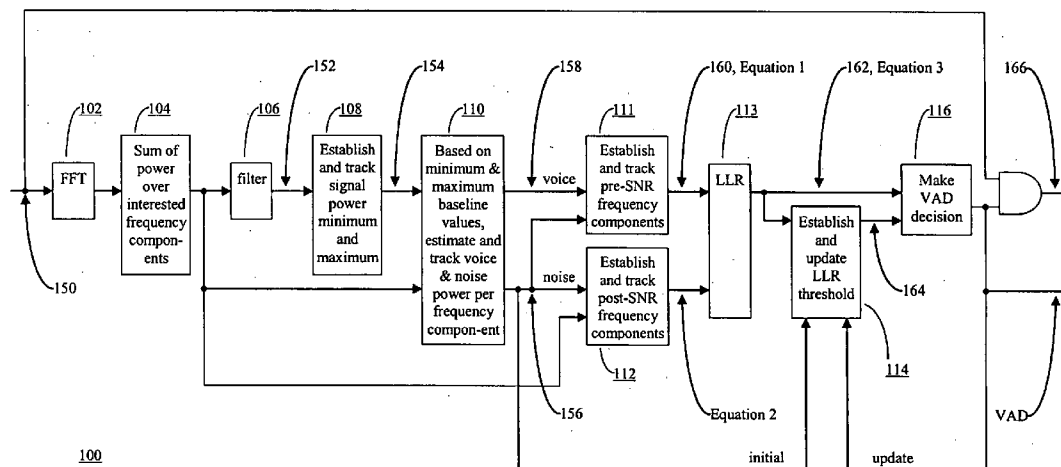 152
154
158
160, Equation 1
162, Equation 3
166
102
104
106
108
110
111
113
116
FFT
Sum of
power
over
interested
frequency
compon-
ents
filter
Establish
and track
signal
power
minimum
and
maximum
Based on
minimum &
maximum
baseline
values,
estimate and
track voice
& noise
power per
frequency
compon-ent
voice
noise
Establish
and track
pre-SNR
frequency
components
Establish
and track
post-SNR
frequency
components
LLR
Establish
and
update
LLR
threshold
Make
VAD
decision
150
164
112
114
156
Equation 2
VAD
100
initial
update